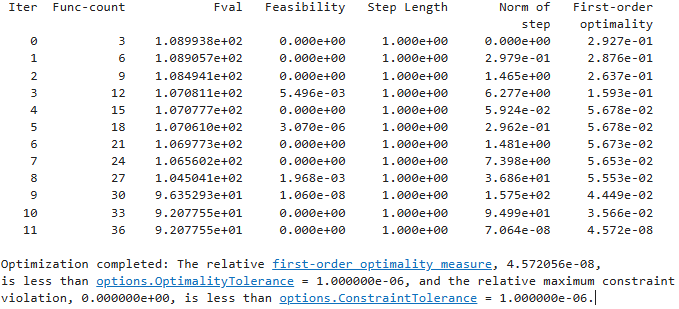 Iter  Func-count            Fval   Feasibility   Step Length       Norm of   First-order
                                                                      step    optimality
   0           3    1.089938e+02     0.000e+00     1.000e+00     0.000e+00     2.927e-01
   1           6    1.089057e+02     0.000e+00     1.000e+00     2.979e-01     2.876e-01
   2           9    1.084941e+02     0.000e+00     1.000e+00     1.465e+00     2.637e-01
   3          12    1.070811e+02     5.496e-03     1.000e+00     6.277e+00     1.593e-01
   4          15    1.070777e+02     0.000e+00     1.000e+00     5.924e-02     5.678e-02
   5          18    1.070610e+02     3.070e-06     1.000e+00     2.962e-01     5.678e-02
   6          21    1.069773e+02     0.000e+00     1.000e+00     1.481e+00     5.673e-02
   7          24    1.065602e+02     0.000e+00     1.000e+00     7.398e+00     5.653e-02
   8          27    1.045041e+02     1.968e-03     1.000e+00     3.686e+01     5.553e-02
   9          30    9.635293e+01     1.060e-08     1.000e+00     1.575e+02     4.449e-02
  10          33    9.207755e+01     0.000e+00     1.000e+00     9.499e+01     3.566e-02
  11          36    9.207755e+01     0.000e+00     1.000e+00     7.064e-08     4.572e-08
Optimization completed: The relative first-order optimality measure, 4.572056e-08,
is less than options.OptimalityTolerance = 1.000000e-06, and the relative maximum constraint
violation, 0.000000e+00, is less than options.ConstraintTolerance = 1.000000e-06.